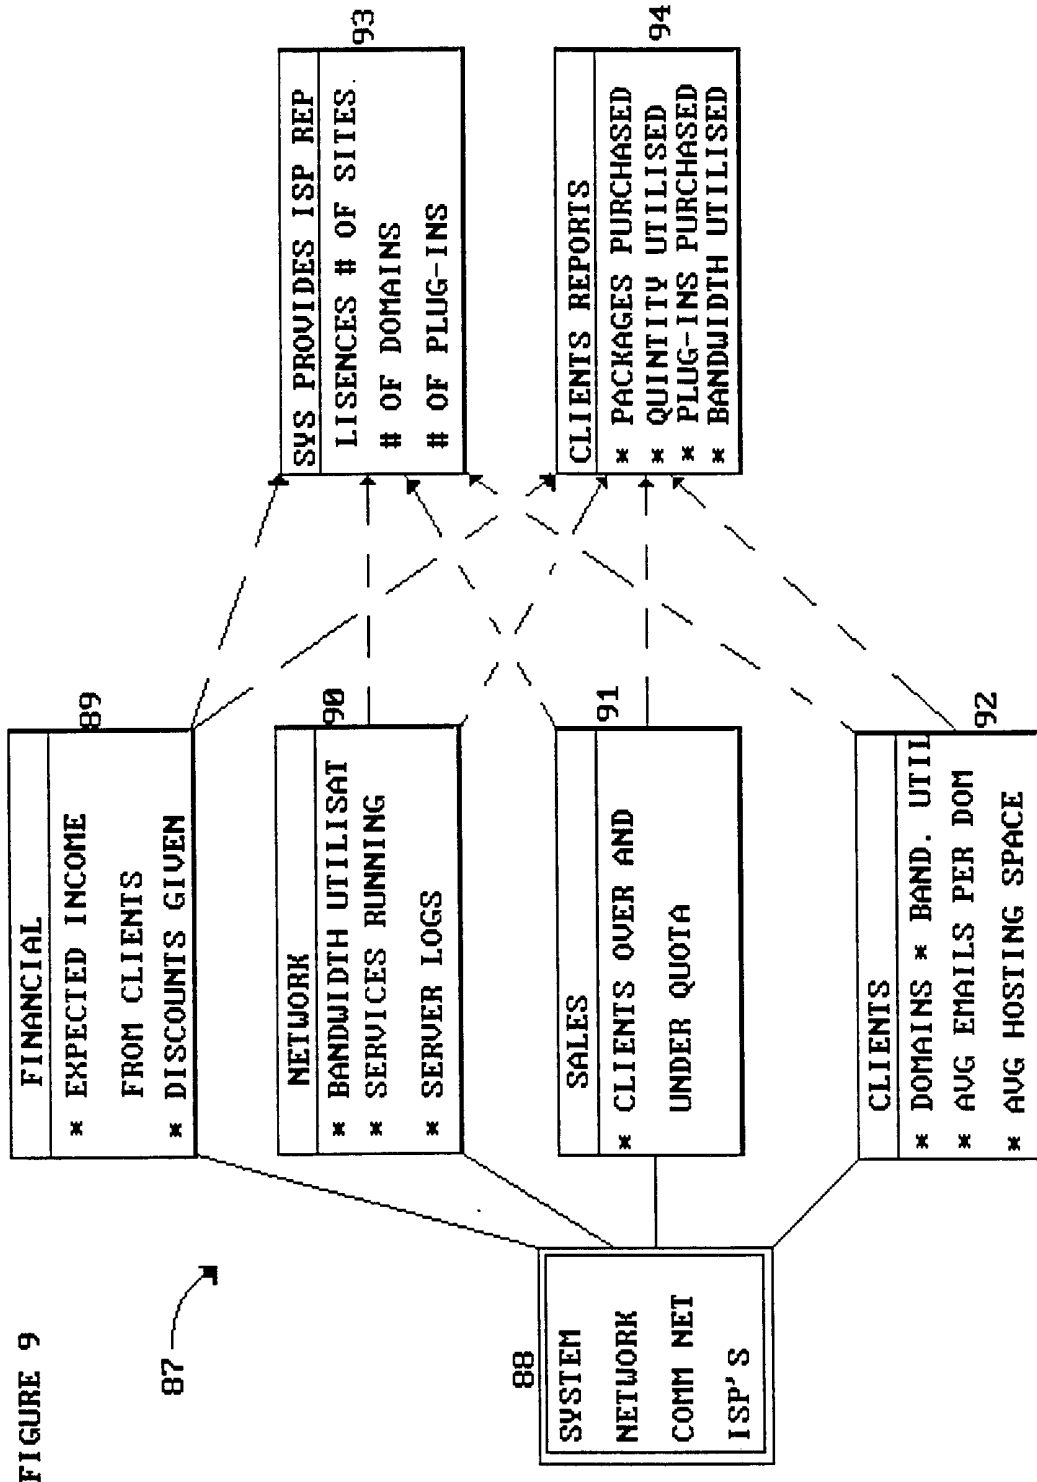 FIGURE 9
87
88
SYSTEM
NETWORK
COMM NET
ISP'S
FINANCIAL
* EXPECTED INCOME
FROM CLIENTS
* DISCOUNTS GIVEN
89
NETWORK
* BANDWIDTH UTILISAT
* SERVICES RUNNING
* SERVER LOGS
90
SALES
* CLIENTS OVER AND
UNDER QUOTA
91
CLIENTS
* DOMAINS * BAND. UTIL
* AVG EMAILS PER DOM
* AVG HOSTING SPACE
92
SYS PROVIDES ISP REP
LISENCES # OF SITES.
# OF DOMAINS
# OF PLUG-INS
93
CLIENTS REPORTS
* PACKAGES PURCHASED
* QUINTITY UTILISED
* PLUG-INS PURCHASED
* BANDWIDTH UTILISED
94